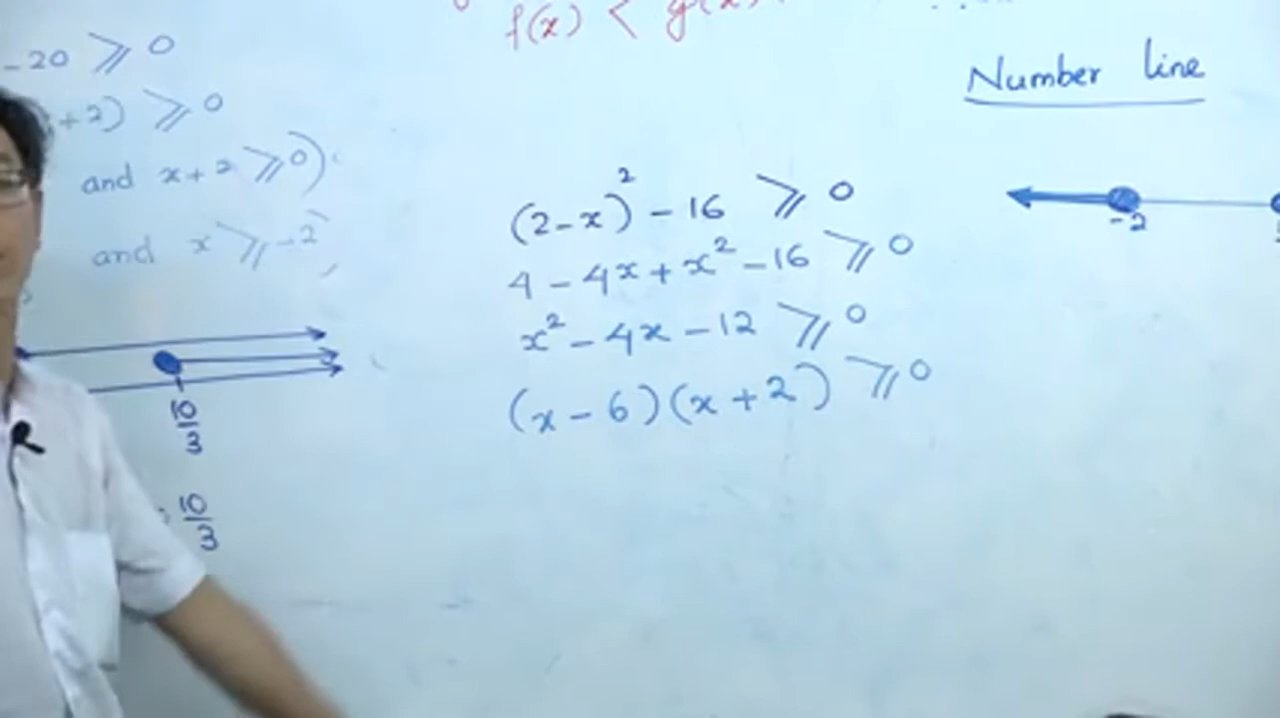 f(x) <
-20 ⩾ 0
+2) ⩾ 0
and x+2 ⩾ 0)
and x ⩾ -2
10/3
10/3
(2-x)² - 16 ⩾ 0
4 - 4x + x² - 16 ⩾ 0
x² - 4x - 12 ⩾ 0
(x - 6)(x + 2) ⩾ 0
Number line
-2